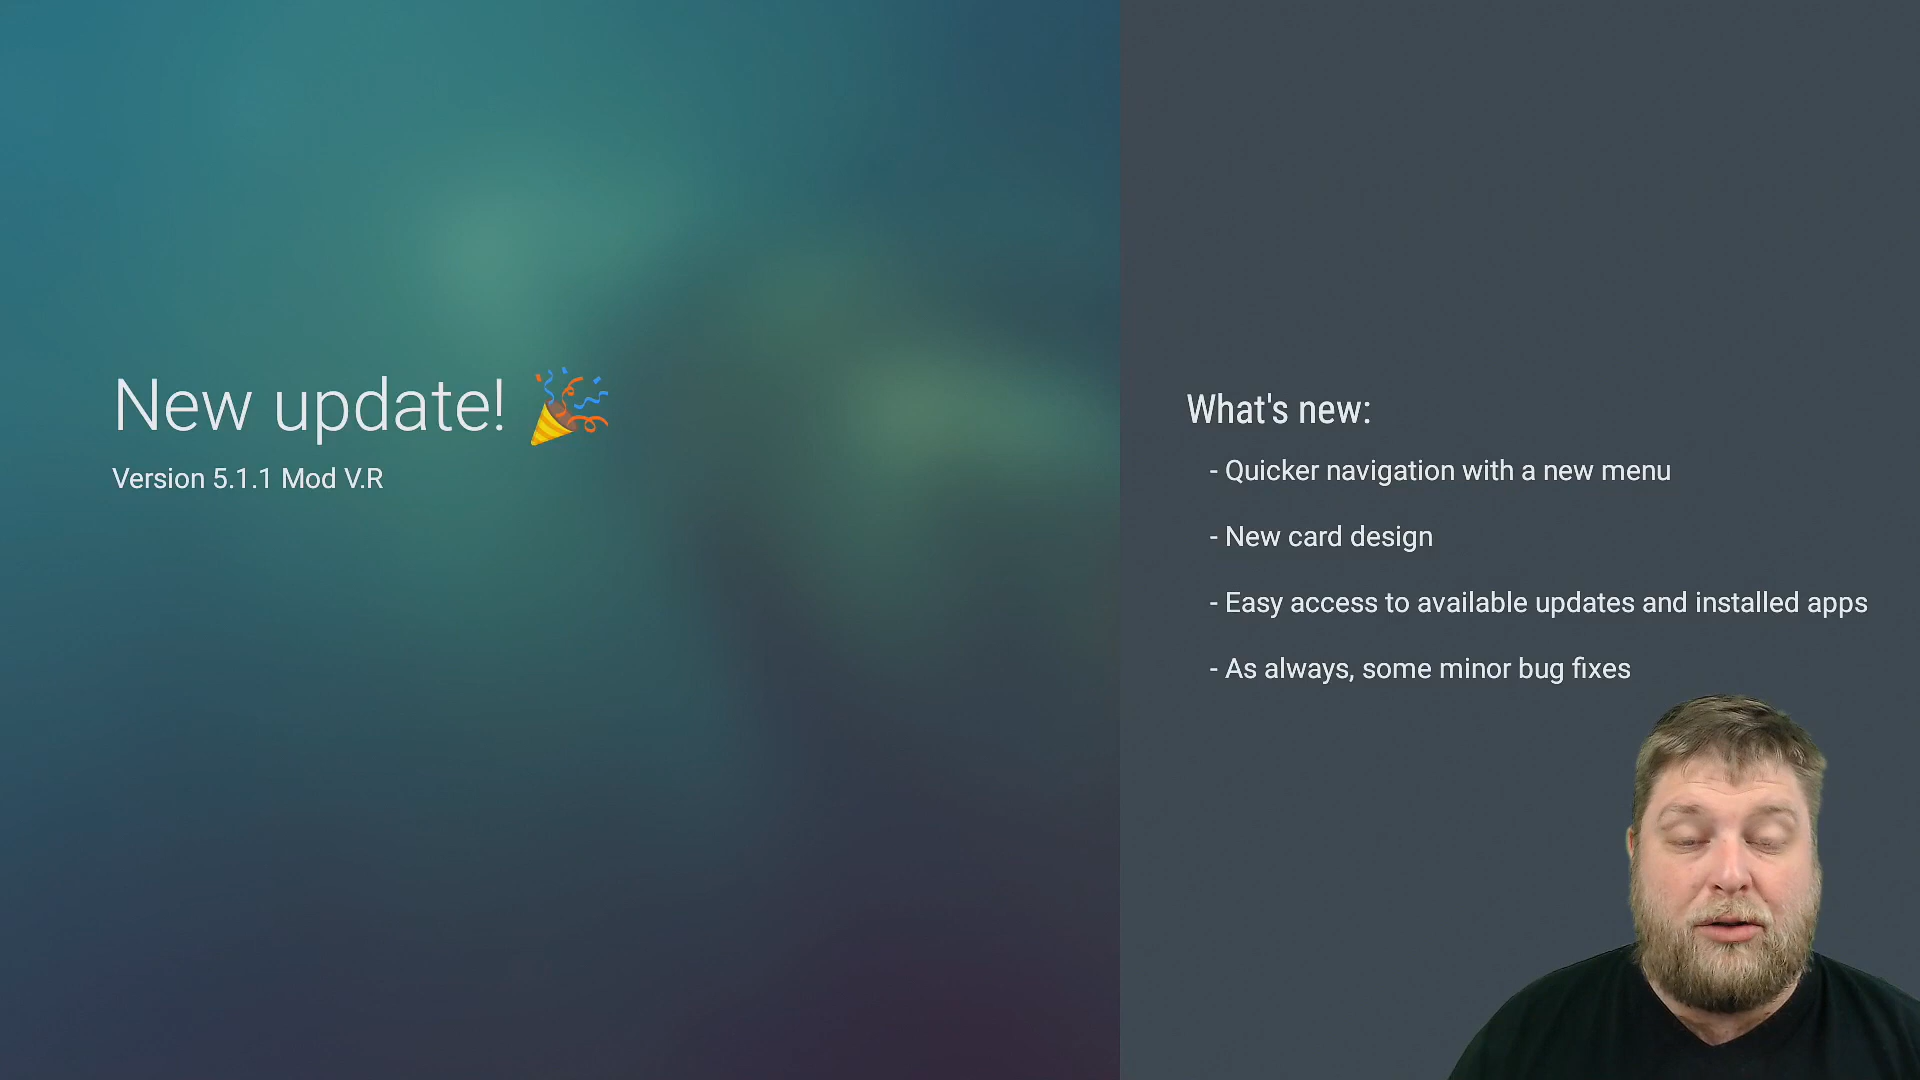 New update! 🎉
Version 5.1.1 Mod V.R
What's new:
- Quicker navigation with a new menu
- New card design
- Easy access to available updates and installed apps
- As always, some minor bug fixes